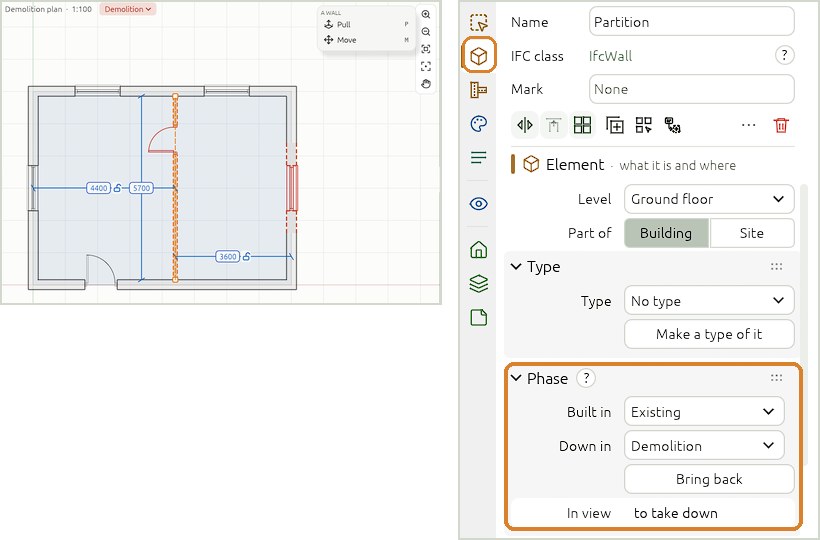 Demolition plan · 1:100 Demolition
A WALL
Pull P
Move M
4400
5700
3600
Name Partition
IFC class IfcWall ?
Mark None
Element · what it is and where
Level Ground floor
Part of Building Site
Type
Type No type
Make a type of it
Phase ?
Built in Existing
Down in Demolition
Bring back
In view to take down